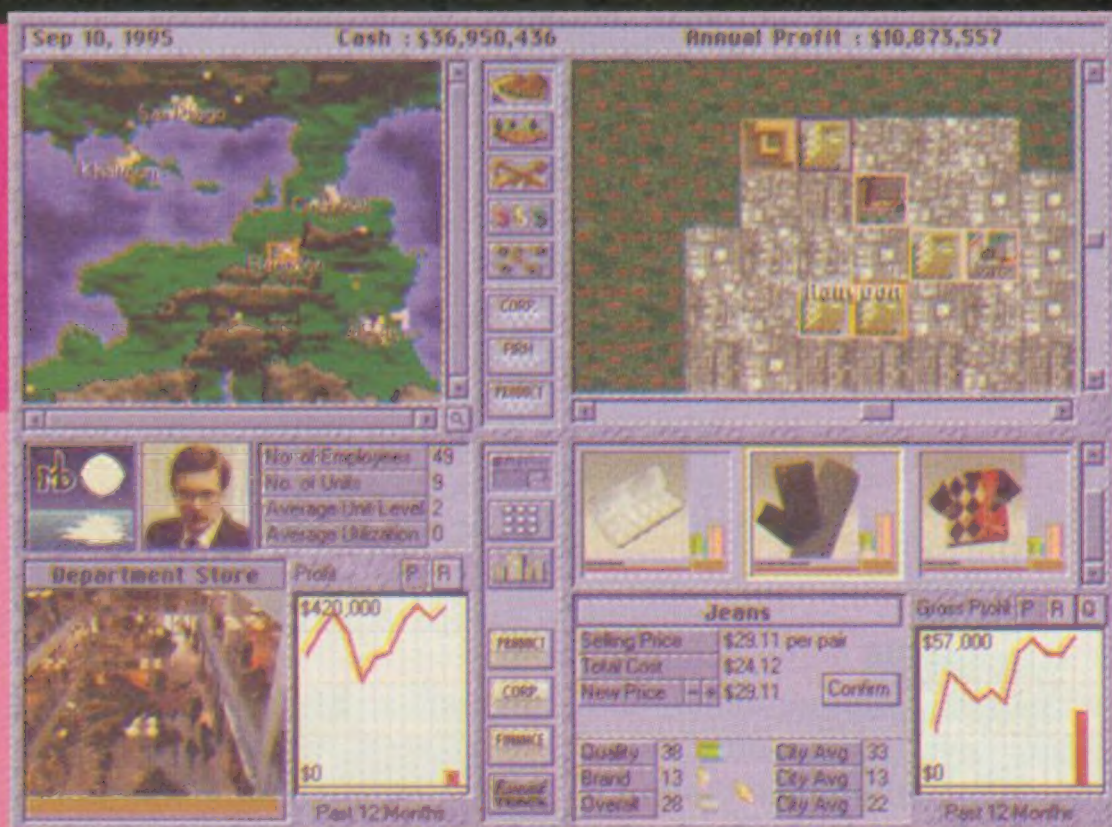 Sep 10, 1995 Cash : $36,950,436 Annual Profit : $10,873,557
CORP.
FIRM
PRODUCT
No. of Employees 49
No. of Units 9
Average Unit Level 2
Average Utilization 0
Department Store
Profit P R
$420,000
$0
Past 12 Months
PRODUCT
CORP.
FINANCE
Jeans
Selling Price $29.11 per pair
Total Cost $24.12
New Price - + $29.11 Confirm
Quality 38 City Avg 33
Brand 13 City Avg 13
Overall 28 City Avg 22
Gross Profit P R Q
$57,000
$0
Past 12 Months